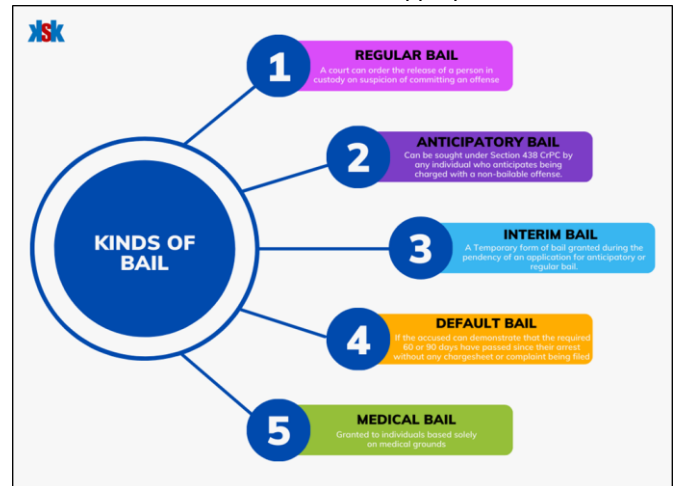 KSK
KINDS OF
BAIL
1
REGULAR BAIL
A court can order the release of a person in
custody on suspicion of committing an offense
2
ANTICIPATORY BAIL
Can be sought under Section 438 CrPC by
any individual who anticipates being
charged with a non-bailable offense.
3
INTERIM BAIL
A Temporary form of bail granted during the
pendency of an application for anticipatory or
regular bail.
4
DEFAULT BAIL
If the accused can demonstrate that the required
60 or 90 days have passed since their arrest
without any chargesheet or complaint being filed
5
MEDICAL BAIL
Granted to individuals based solely
on medical grounds